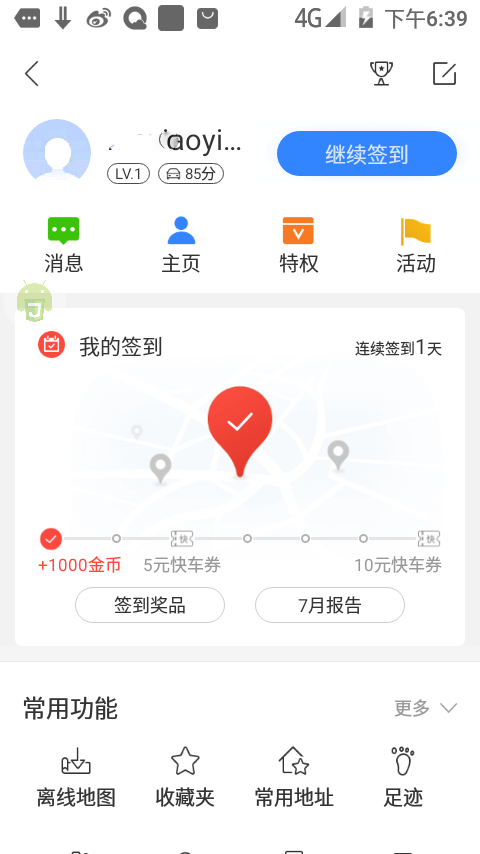 4G 下午6:39
aoyi...
继续签到
LV.1 85分
消息 主页 特权 活动
我的签到 连续签到1天
快 快
+1000金币 5元快车券 10元快车券
签到奖品 7月报告
常用功能 更多
离线地图 收藏夹 常用地址 足迹